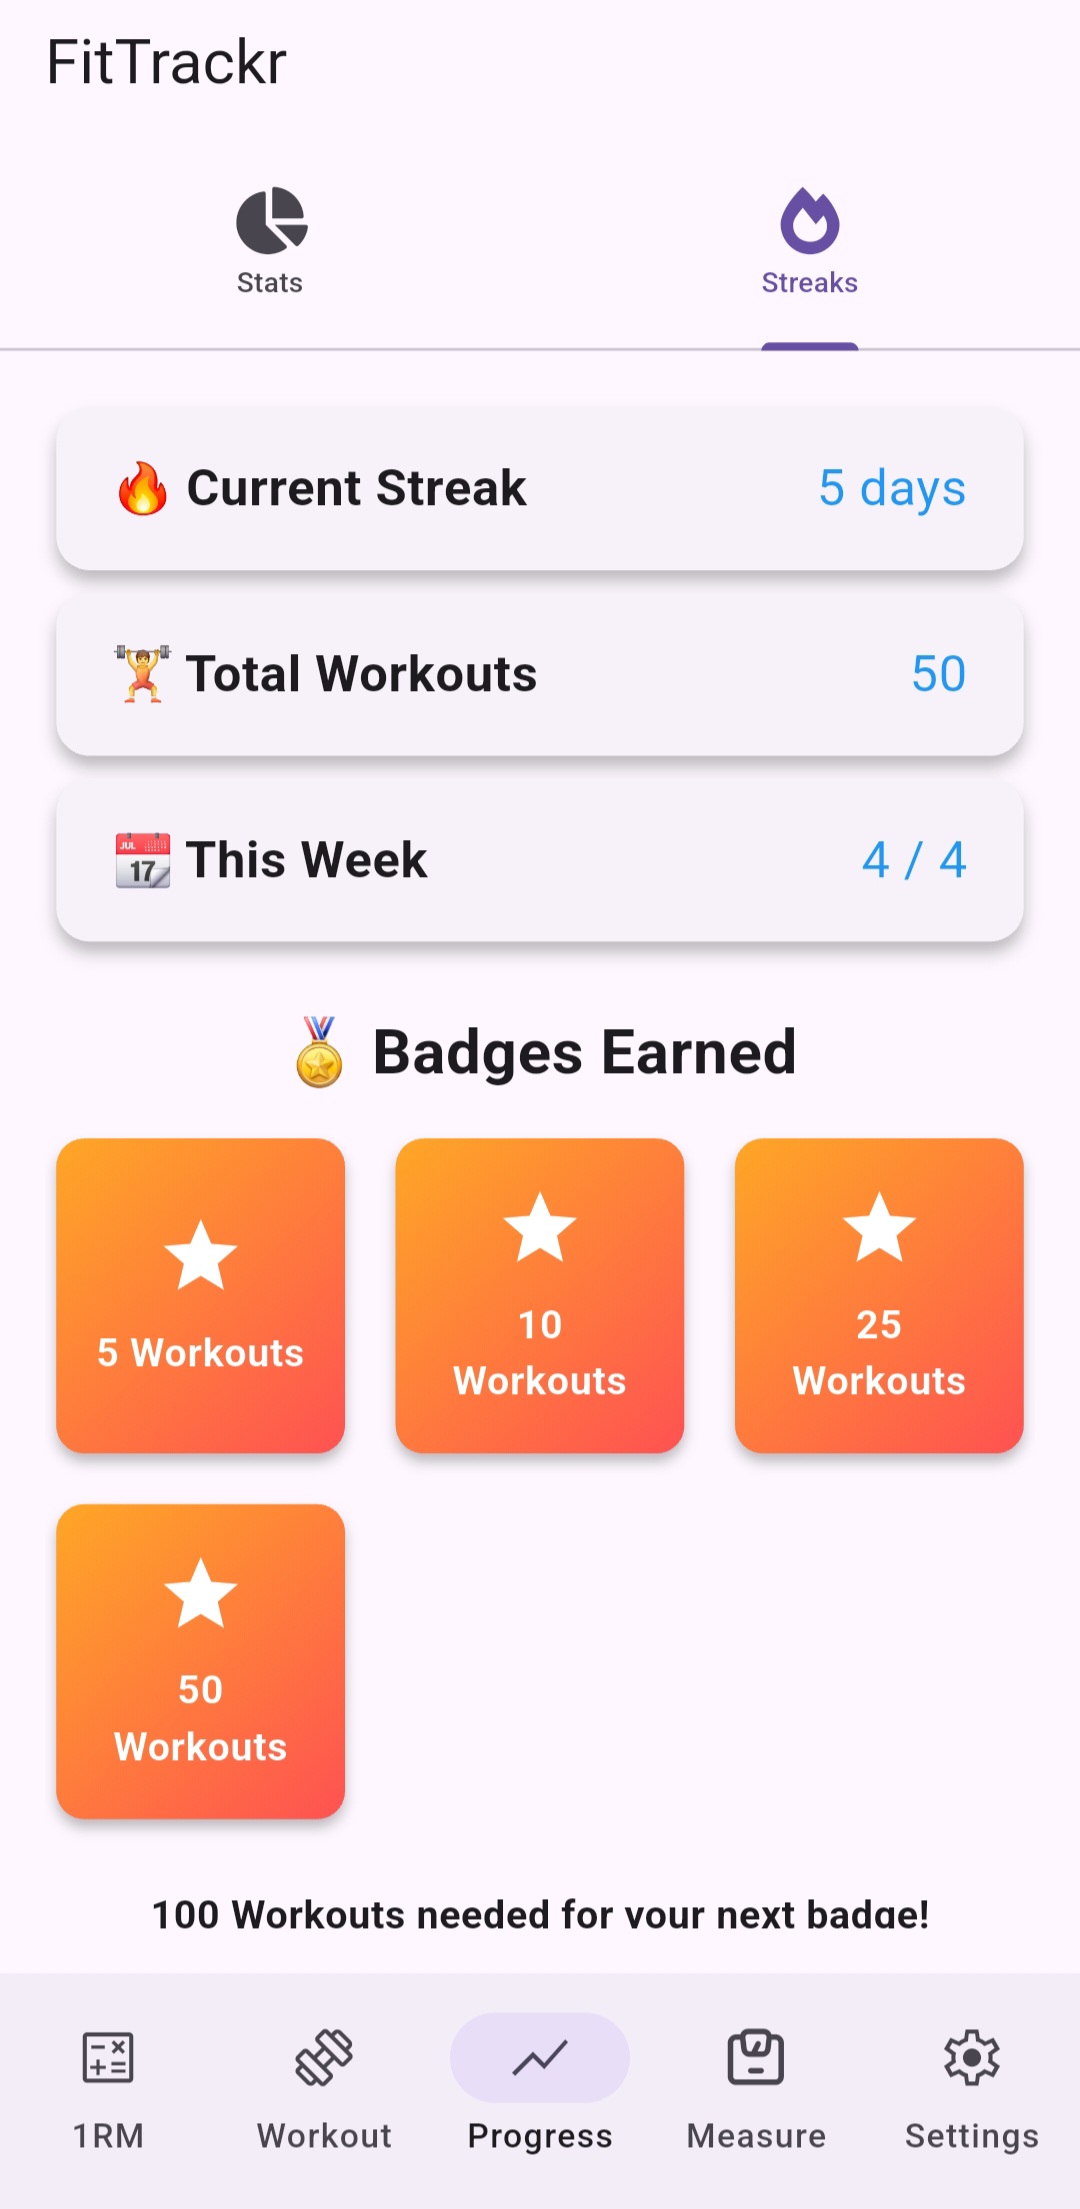 FitTrackr
Stats
Streaks
🔥 Current Streak
5 days
🏋️ Total Workouts
50
📅 This Week
4 / 4
🏅 Badges Earned
5 Workouts
10
Workouts
25
Workouts
50
Workouts
100 Workouts needed for your next badge!
1RM
Workout
Progress
Measure
Settings